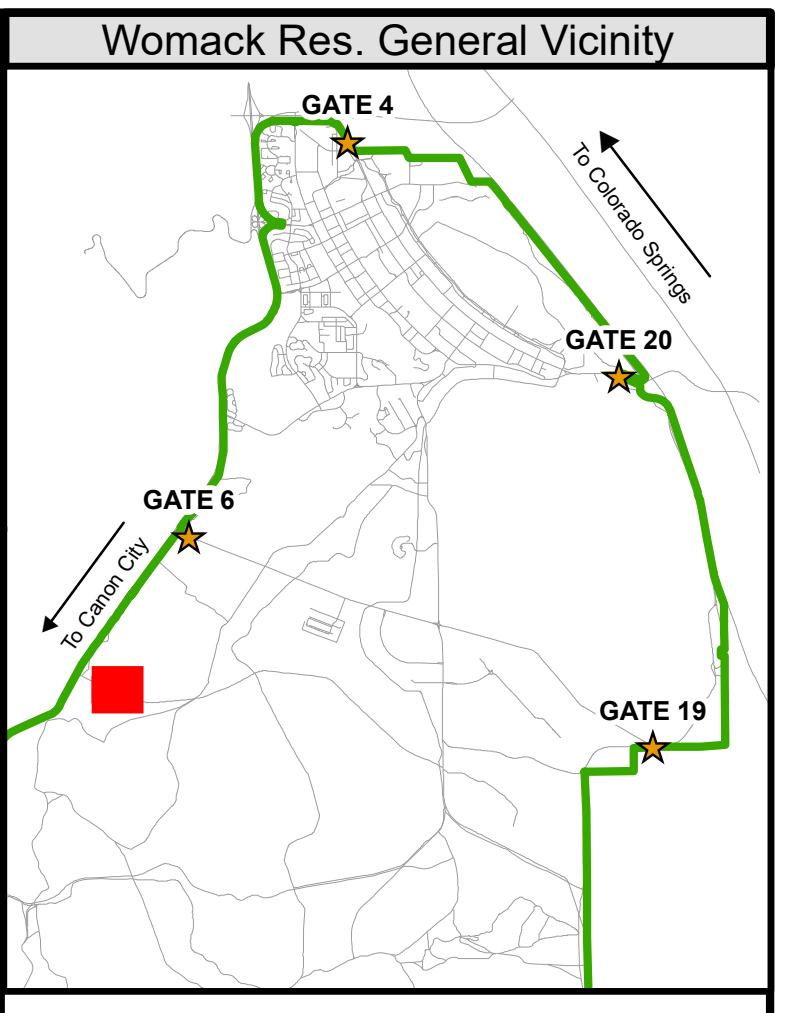 Womack Res. General Vicinity
GATE 4
To Colorado Springs
GATE 20
GATE 6
To Canon City
GATE 19